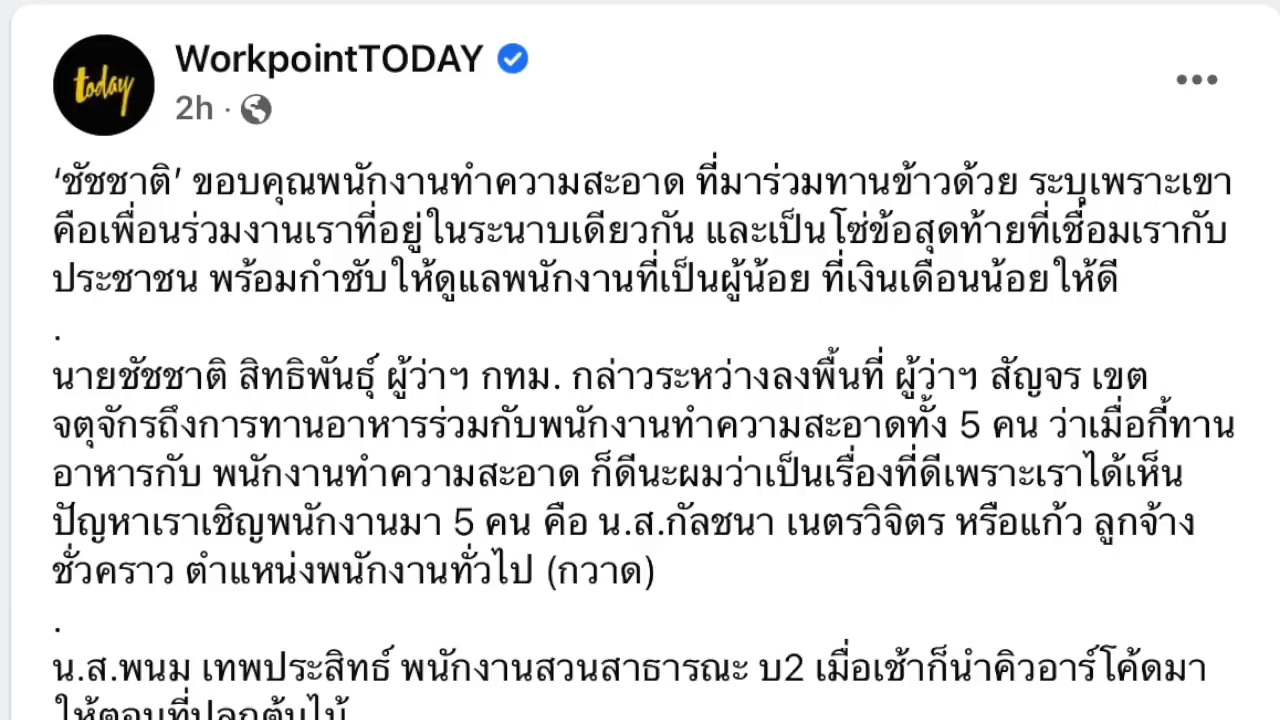 today
WorkpointTODAY
2h ·
‘ชัชชาติ’ ขอบคุณพนักงานทำความสะอาด ที่มาร่วมทานข้าวด้วย ระบุเพราะเขา
คือเพื่อนร่วมงานเราที่อยู่ในระนาบเดียวกัน และเป็นโซ่ข้อสุดท้ายที่เชื่อมเรากับ
ประชาชน พร้อมกำชับให้ดูแลพนักงานที่เป็นผู้น้อย ที่เงินเดือนน้อยให้ดี
.
นายชัชชาติ สิทธิพันธุ์ ผู้ว่าฯ กทม. กล่าวระหว่างลงพื้นที่ ผู้ว่าฯ สัญจร เขต
จตุจักรถึงการทานอาหารร่วมกับพนักงานทำความสะอาดทั้ง 5 คน ว่าเมื่อกี้ทาน
อาหารกับ พนักงานทำความสะอาด ก็ดีนะผมว่าเป็นเรื่องที่ดีเพราะเราได้เห็น
ปัญหาเราเชิญพนักงานมา 5 คน คือ น.ส.กัลชนา เนตรวิจิตร หรือแก้ว ลูกจ้าง
ชั่วคราว ตำแหน่งพนักงานทั่วไป (กวาด)
.
น.ส.พนม เทพประสิทธ์ พนักงานสวนสาธารณะ บ2 เมื่อเช้าก็นำคิวอาร์โค้ดมา
ให้ตอนที่ปลูกต้นไม้